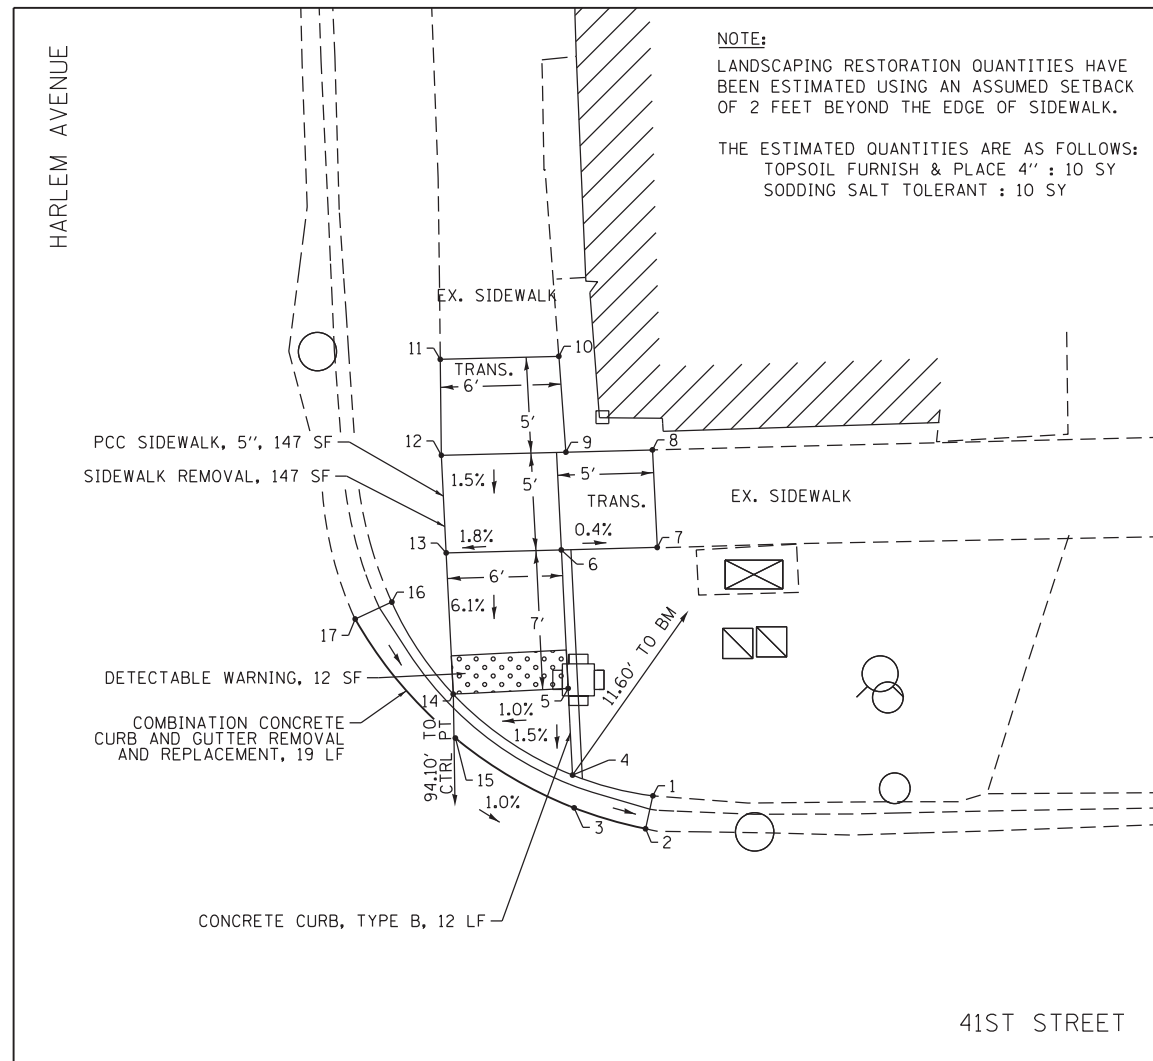 HARLEM AVENUE
NOTE:
LANDSCAPING RESTORATION QUANTITIES HAVE
BEEN ESTIMATED USING AN ASSUMED SETBACK
OF 2 FEET BEYOND THE EDGE OF SIDEWALK.
THE ESTIMATED QUANTITIES ARE AS FOLLOWS:
TOPSOIL FURNISH & PLACE 4'' : 10 SY
SODDING SALT TOLERANT : 10 SY
EX. SIDEWALK
11
10
TRANS.
6'
5'
PCC SIDEWALK, 5'', 147 SF
12
9
8
SIDEWALK REMOVAL, 147 SF
1.5%
5'
5'
TRANS.
EX. SIDEWALK
13
1.8%
0.4%
7
6
6'
16
6.1%
7'
17
11.60' TO BM
DETECTABLE WARNING, 12 SF
14
5
1.0%
COMBINATION CONCRETE
CURB AND GUTTER REMOVAL
AND REPLACEMENT, 19 LF
1.5%
94.10' TO
CTRL PT
4
15
1
1.0%
3
2
CONCRETE CURB, TYPE B, 12 LF
41ST STREET